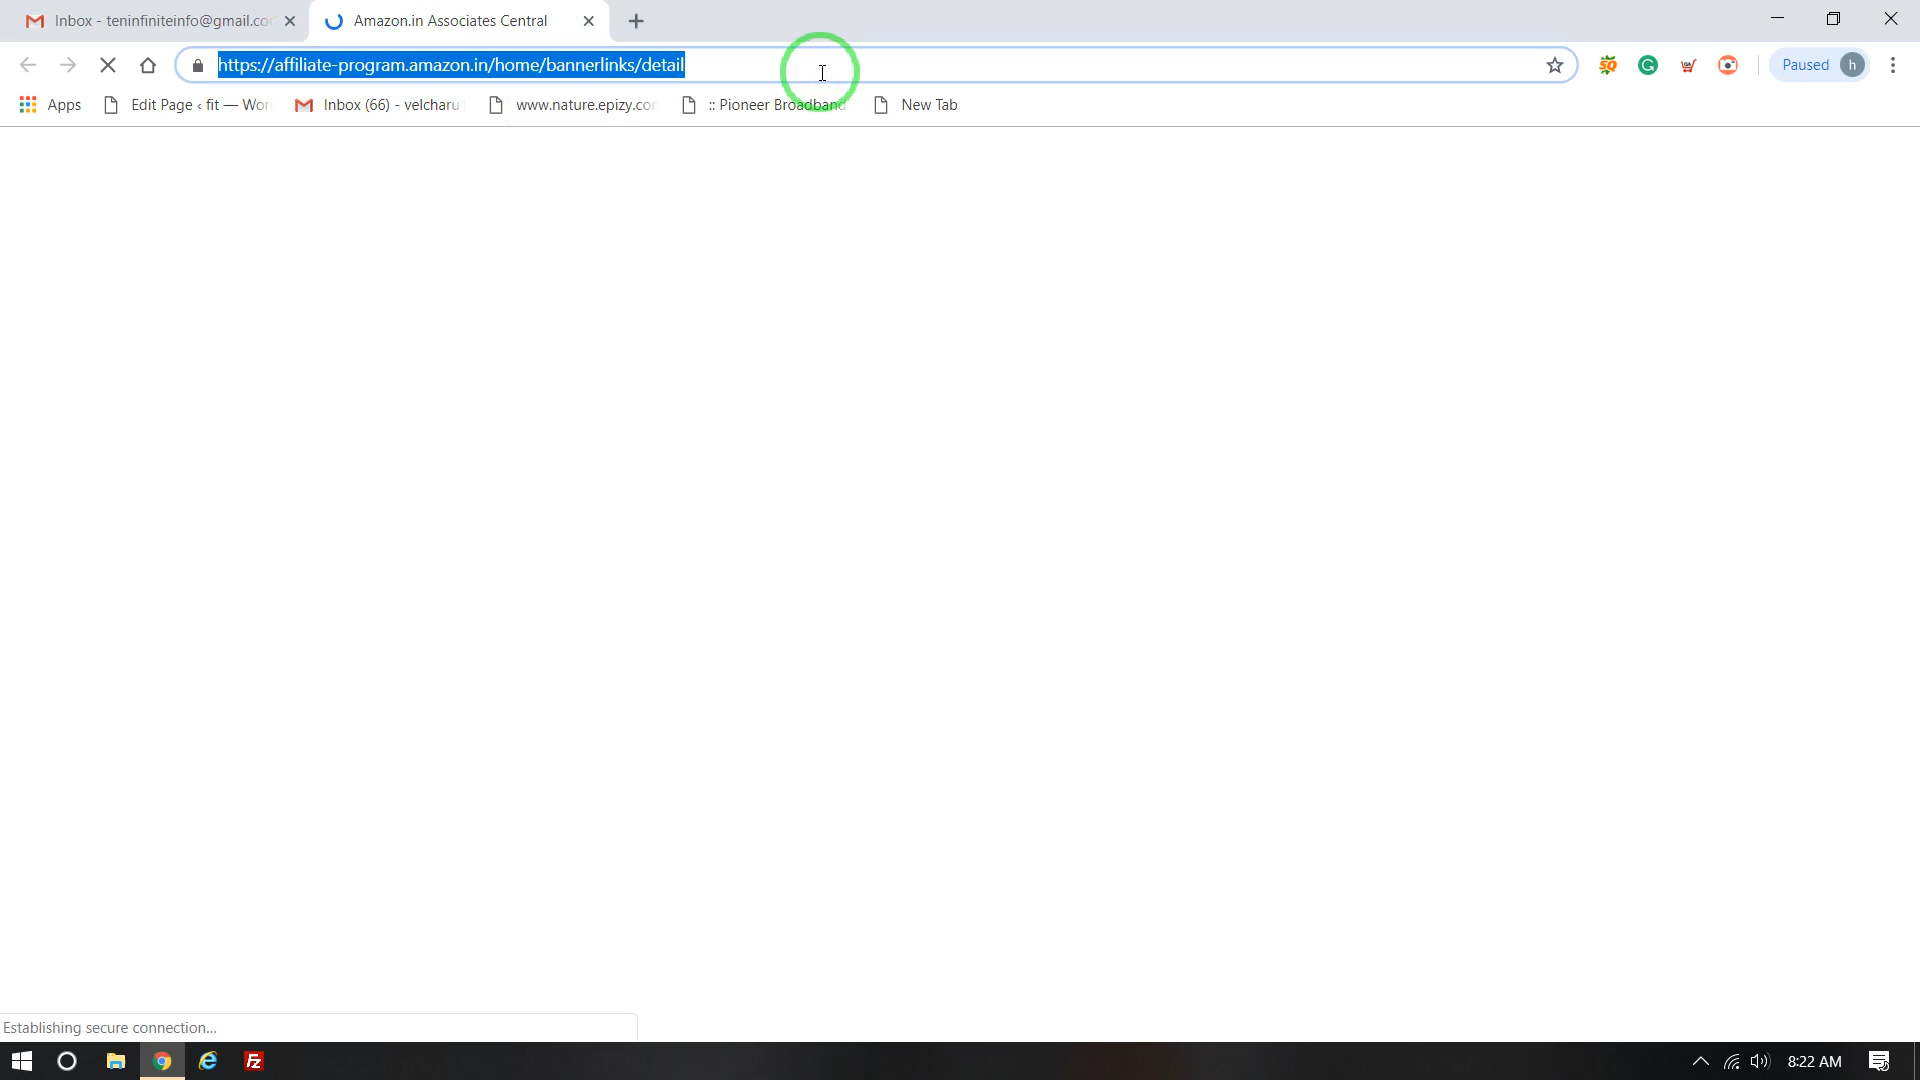 Inbox - teninfiniteinfo@gmail.co
Amazon.in Associates Central
https://affiliate-program.amazon.in/home/bannerlinks/detail
Paused
h
Apps
Edit Page ‹ fit — Wor
Inbox (66) - velcharu
www.nature.epizy.co
:: Pioneer Broadband
New Tab
Establishing secure connection...
8:22 AM